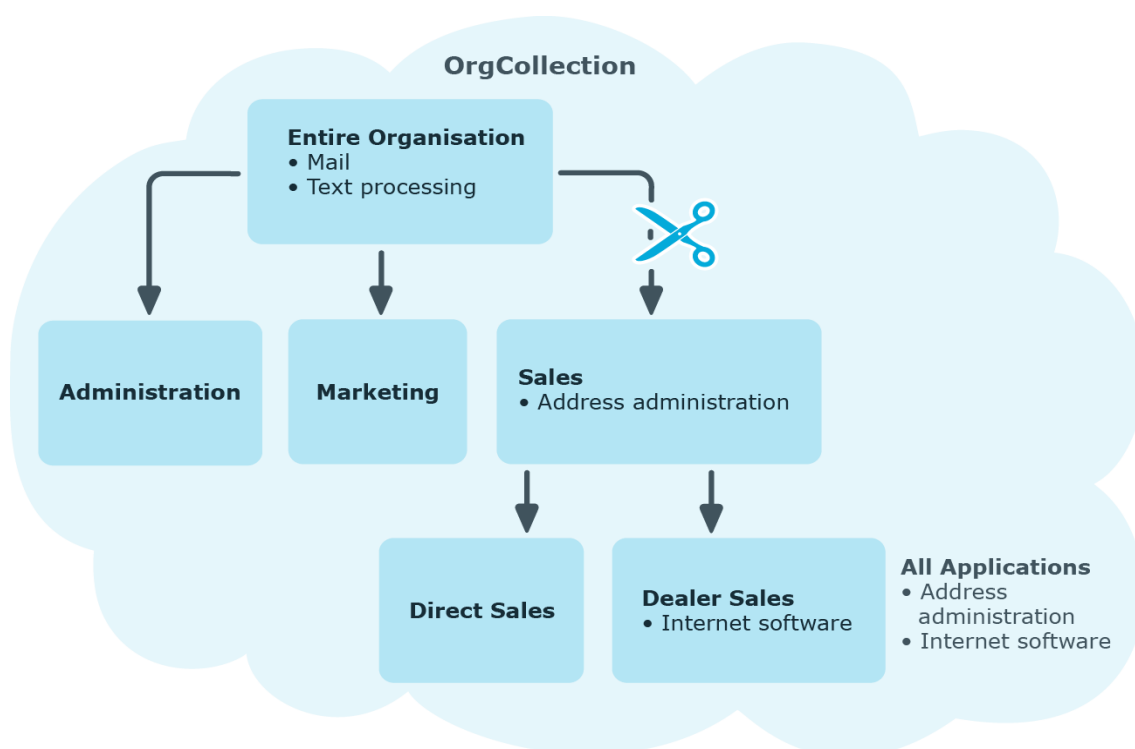 OrgCollection
Entire Organisation
• Mail
• Text processing
Administration
Marketing
Sales
• Address administration
Direct Sales
Dealer Sales
• Internet software
All Applications
• Address
administration
• Internet software